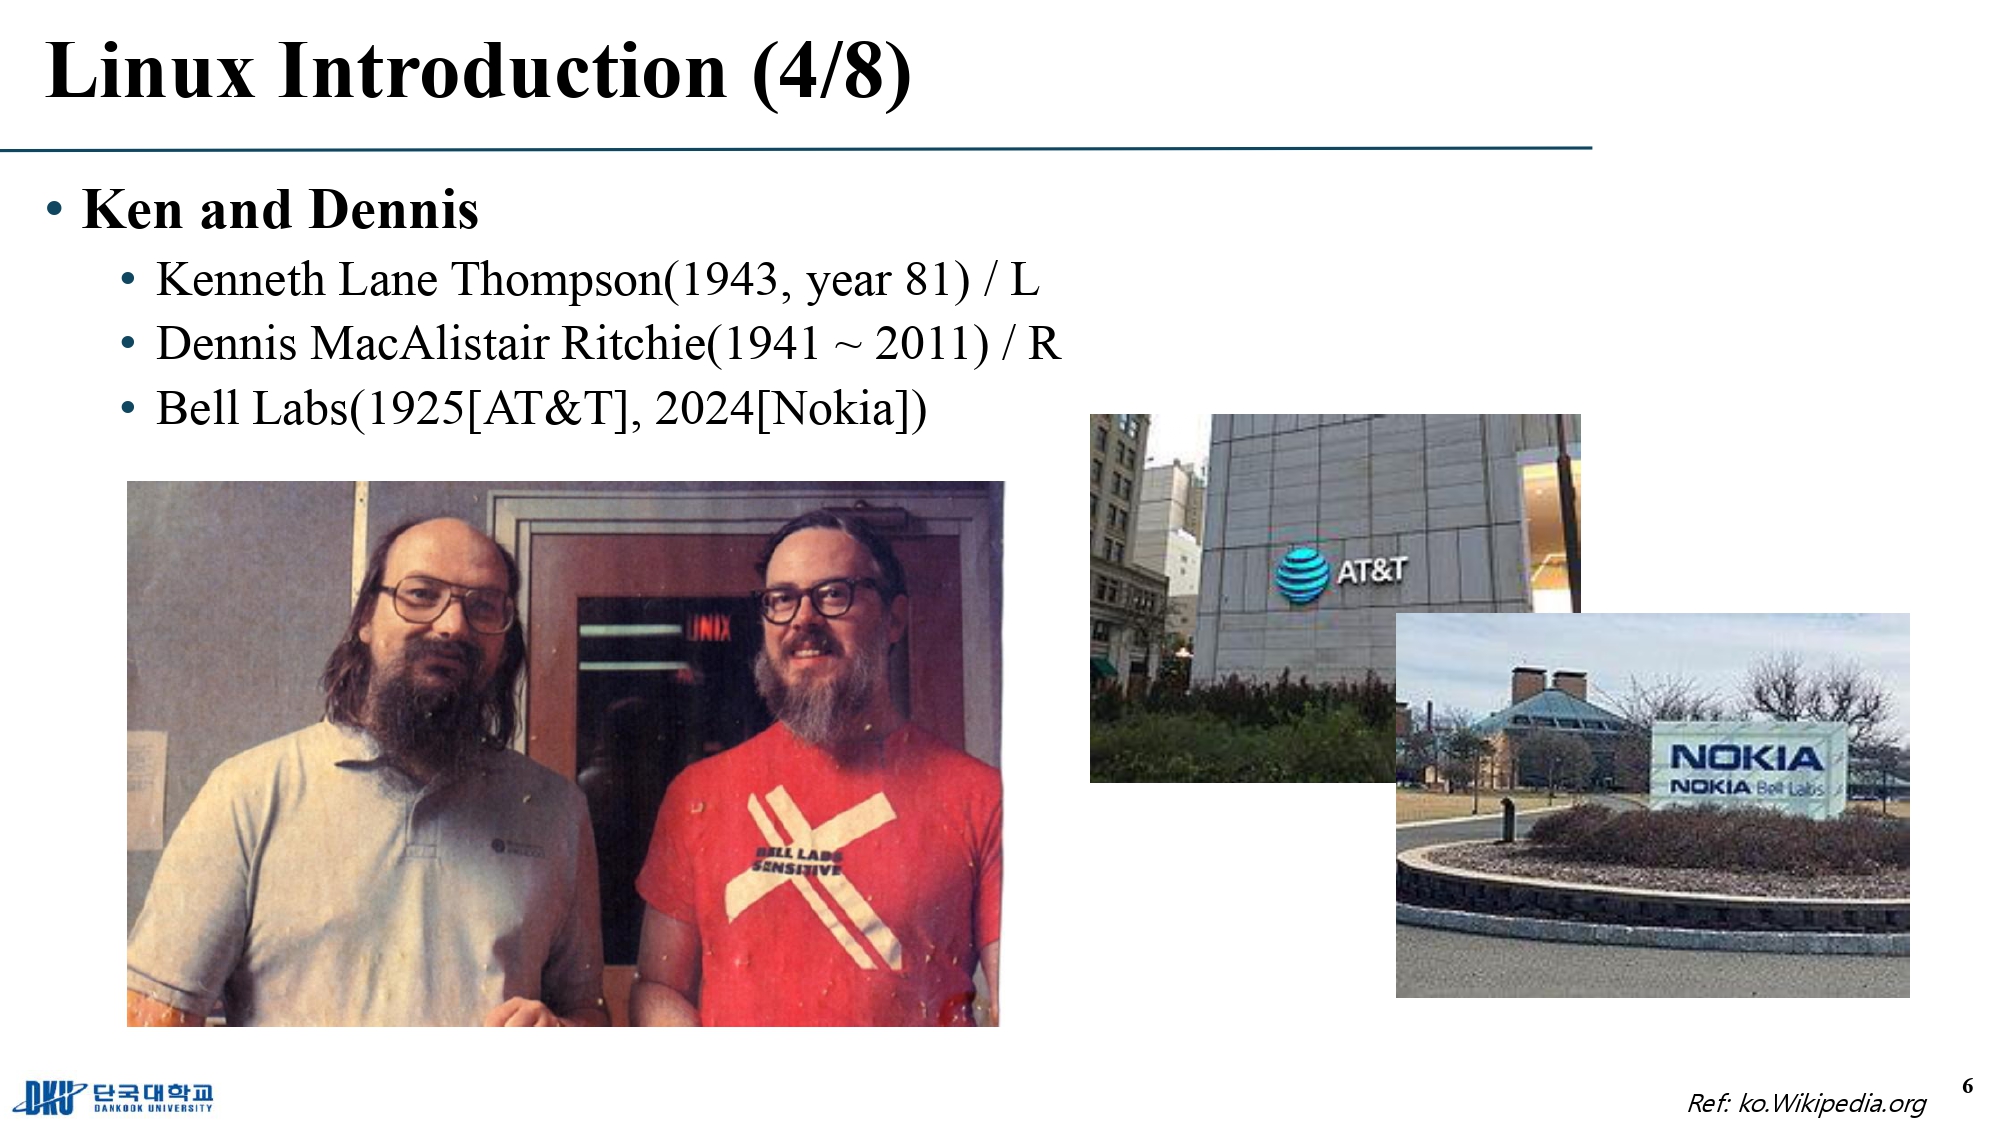 Linux Introduction (4/8)
• Ken and Dennis
• Kenneth Lane Thompson(1943, year 81) / L
• Dennis MacAlistair Ritchie(1941 ~ 2011) / R
• Bell Labs(1925[AT&T], 2024[Nokia])
UNIX
BELL LABS
SENSITIVE
AT&T
NOKIA
NOKIA Bell Labs
DKU 단국대학교
DANKOOK UNIVERSITY
Ref: ko.Wikipedia.org
6